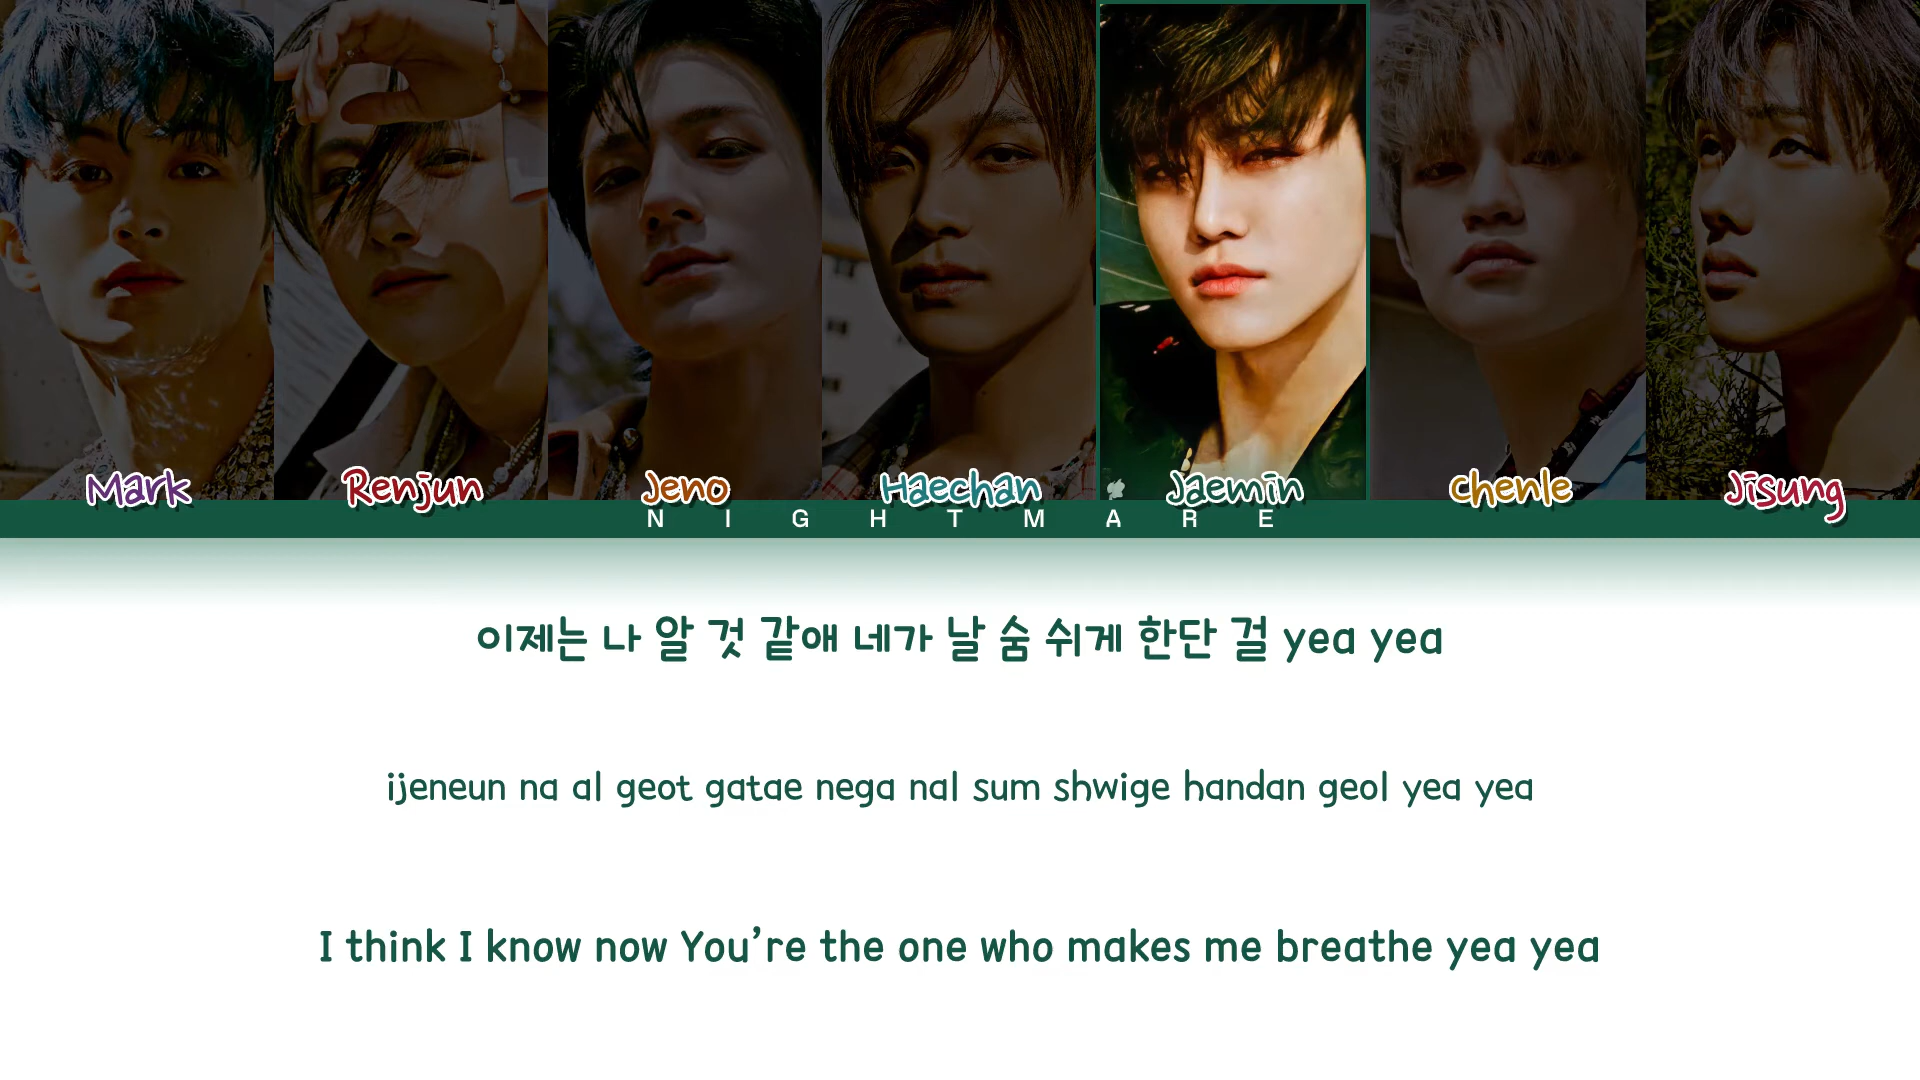 Mark Renjun Jeno Haechan Jaemin Chenle Jisung
NIGHTMARE
이제는 나 알 것 같애 네가 날 숨 쉬게 한단 걸 yea yea
ijeneun na al geot gatae nega nal sum shwige handan geol yea yea
I think I know now You're the one who makes me breathe yea yea